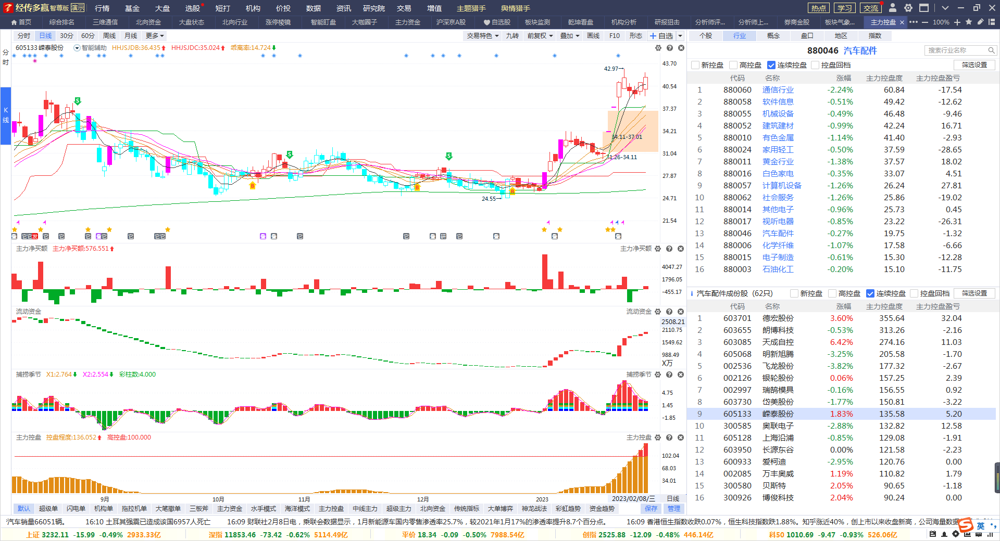 经传多赢智尊版 演示 行情 基金 大盘 选股 短打 机构 价投 数据 资讯 研究院 交易 增值 主题猎手 舆情猎手 热点 学习 交流
首页 综合排名 三维通信 北向资金 大盘状态 北向行业 涨停棱镜 智能盯盘 大咖圈子 主力资金 沪深京A股 自选股 板块监测 乾坤看盘 机构分析 研报狙击 分析师评... 分析师上... 券商金股 板块气象... 主力控盘 × 100%
分时 日线 30分 60分 周线 月线 更多 交易特色 九转 前复权 叠加 画线 F10 形态 自选
分时
K线
605133 嵘泰股份 智能辅助 HHJSJDB:36.435 HHJSJDC:35.024 乖离率:14.724
43.70
40.54
37.37
34.21
31.04
27.87
24.71
21.54
42.97
34.11-37.01
31.26-34.11
24.55
主力净买额 主力净买额:576.551 主力净买额
4047.27
1796.05
-455.17
流动资金 流动资金
2508.21
2110.75
1549.62
988.49
X万
捕捞季节 X1:2.764 X2:2.554 彩柱数:4.000 捕捞季节
4.75
1.45
-1.85
主力控盘 控盘程度:136.052 高控盘:100.000 主力控盘
102.04
68.03
34.01
9月 10月 11月 12月 2023 2023/02/08/三 日线
默认 超级单 闪电单 机构单 拖拉机单 大笔撤单 三板斧 主力资金 水手模式 海洋模式 主力控盘 中线主力 超级主力 北向资金 传统指标 大单博弈 神龙战法 彩虹趋势 资金趋势 保存 管理
个股 行业 概念 盘口 地区 指数
880046 汽车配件 搜索行业名称
新控盘 高控盘 连续控盘 控盘回档 筛选设置
代码 名称 涨幅 主力控盘度 主力控盘盈亏
1 880060 通信行业 -2.24% 60.84 -17.54
2 880058 软件信息 -0.51% 49.42 -12.62
3 880055 机械设备 -0.49% 46.48 -9.46
4 880052 建筑建材 -0.99% 42.24 16.71
5 880010 有色金属 -1.14% 41.40 -2.93
6 880024 家用轻工 -0.50% 37.59 -28.65
7 880011 黄金行业 -1.38% 37.57 18.02
8 880016 白色家电 -0.35% 33.07 4.51
9 880057 计算机设备 -1.26% 26.24 27.81
10 880062 社会服务 -1.26% 25.86 -19.02
11 880014 其他电子 -0.96% 25.73 0.45
12 880017 视听电器 -0.85% 23.22 -26.31
13 880046 汽车配件 -0.27% 19.75 -1.32
14 880006 化学纤维 -1.07% 17.58 -6.66
15 880015 电子制造 -0.61% 15.30 -12.28
16 880003 石油化工 -0.20% 15.10 -11.75
汽车配件成份股 (62只) 新控盘 高控盘 连续控盘 控盘回档 筛选设置
代码 名称 涨幅 主力控盘度 主力控盘盈亏
1 603701 德宏股份 3.60% 355.64 32.04
2 603655 朗博科技 -0.53% 313.26 -2.16
3 603085 天成自控 6.42% 274.16 11.03
4 605068 明新旭腾 -3.25% 205.58 -1.70
5 002536 飞龙股份 -3.82% 177.32 -2.67
6 002126 银轮股份 0.06% 157.25 2.39
7 002997 瑞鹄模具 -0.16% 156.55 0.92
8 603730 岱美股份 -1.77% 150.81 -3.22
9 605133 嵘泰股份 1.83% 135.58 5.20
10 300585 奥联电子 -2.88% 132.82 12.58
11 605128 上海沿浦 -0.85% 129.08 -1.91
12 603950 长源东谷 0.00% 121.58 -2.23
13 600933 爱柯迪 -2.95% 120.76 0.00
14 002085 万丰奥威 1.19% 110.82 1.79
15 300580 贝斯特 2.05% 90.65 -1.18
16 300926 博俊科技 2.04% 90.24 0.00
汽车销量66051辆。 16:10 土耳其强震已造成该国6957人死亡 16:09 财联社2月8日电，乘联会数据显示，1月新能源车国内零售渗透率25.7%，较2021年1月17%的渗透率提升8.7个百分点。 16:09 香港恒生指数收跌0.07%，恒生科技指数跌1.88%。知乎涨近40%，创上市以来收盘新高，公司海量数据
上证 3232.11 -15.99 -0.49% 2933.33亿 深指 11853.46 -73.42 -0.62% 5114.49亿 平价 18.34 -0.09 -0.50% 7988.54亿 创指 2525.88 -12.09 -0.48% 446.14亿 科50 1010.69 -9.47 -0.93% 526.06亿
S 英